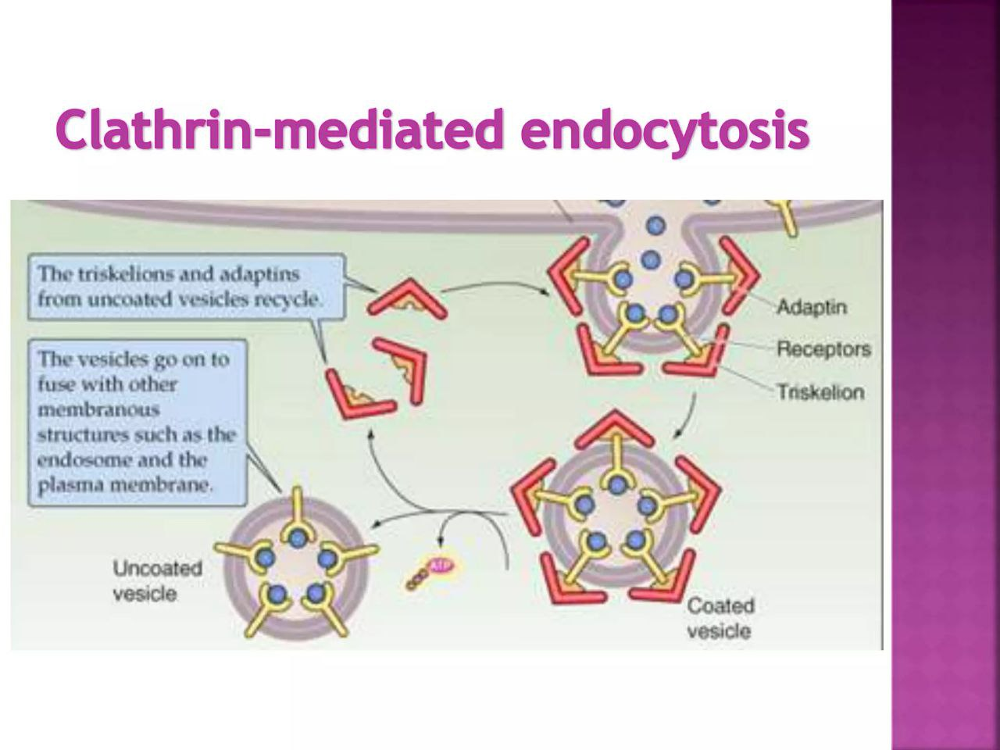 Clathrin-mediated endocytosis
The triskelions and adaptins
from uncoated vesicles recycle.
The vesicles go on to
fuse with other
membranous
structures such as the
endosome and the
plasma membrane.
Adaptin
Receptors
Triskelion
Uncoated
vesicle
ATP
Coated
vesicle